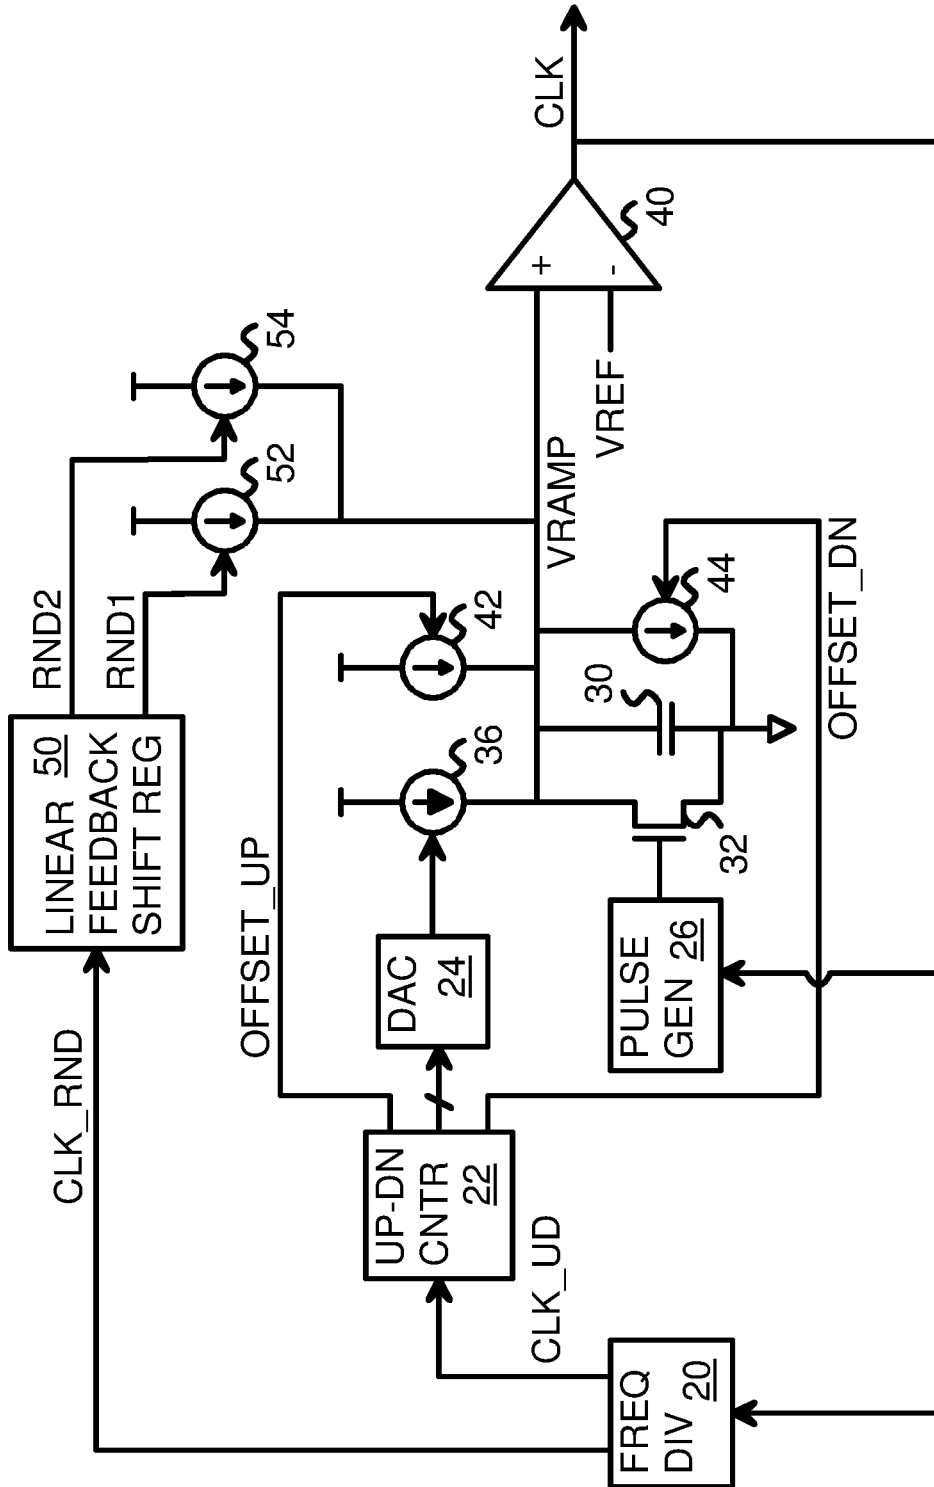 CLK_RND
LINEAR 50
FEEDBACK
SHIFT REG
RND2
RND1
52
54
OFFSET_UP
UP-DN
CNTR 22
DAC
24
36
42
CLK_UD
FREQ
DIV 20
PULSE
GEN 26
32
30
44
VRAMP
OFFSET_DN
VREF
+
-
40
CLK